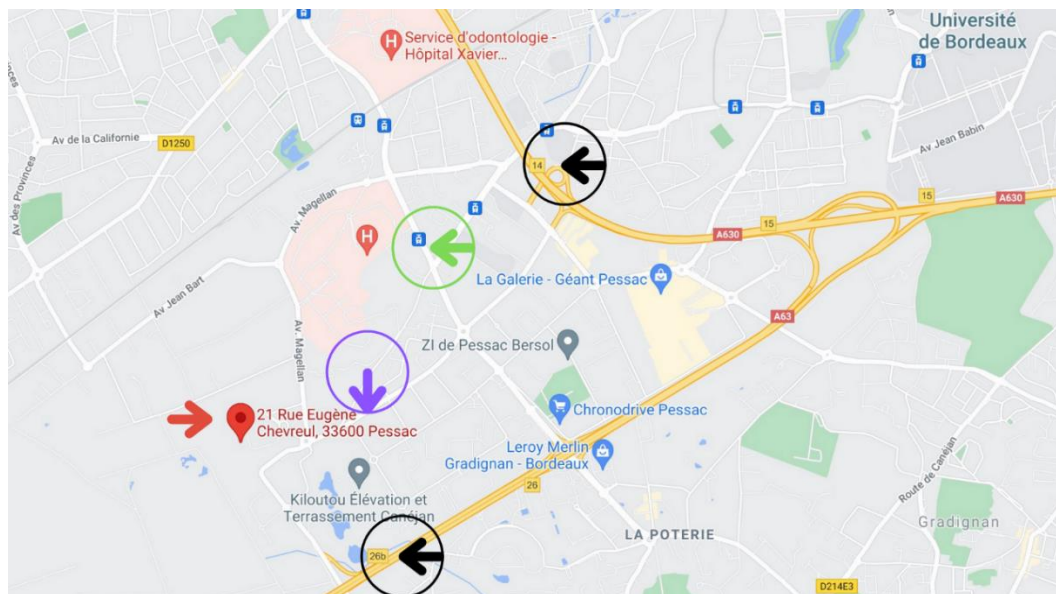 Université
de Bordeaux
Service d'odontologie -
Hôpital Xavier...
H
Av de la Californie
D1250
Av des Provinces
14
Av Jean Babin
Av. Magellan
15
A630
15
A630
H
La Galerie - Géant Pessac
Av Jean Bart
A63
Av. Magellan
ZI de Pessac Bersol
21 Rue Eugène
Chevreul, 33600 Pessac
Chronodrive Pessac
Leroy Merlin
Gradignan - Bordeaux
Route de Canéjan
Kiloutou Élévation et
Terrassement Canéjan
26
Gradignan
LA POTERIE
26b
D214E3